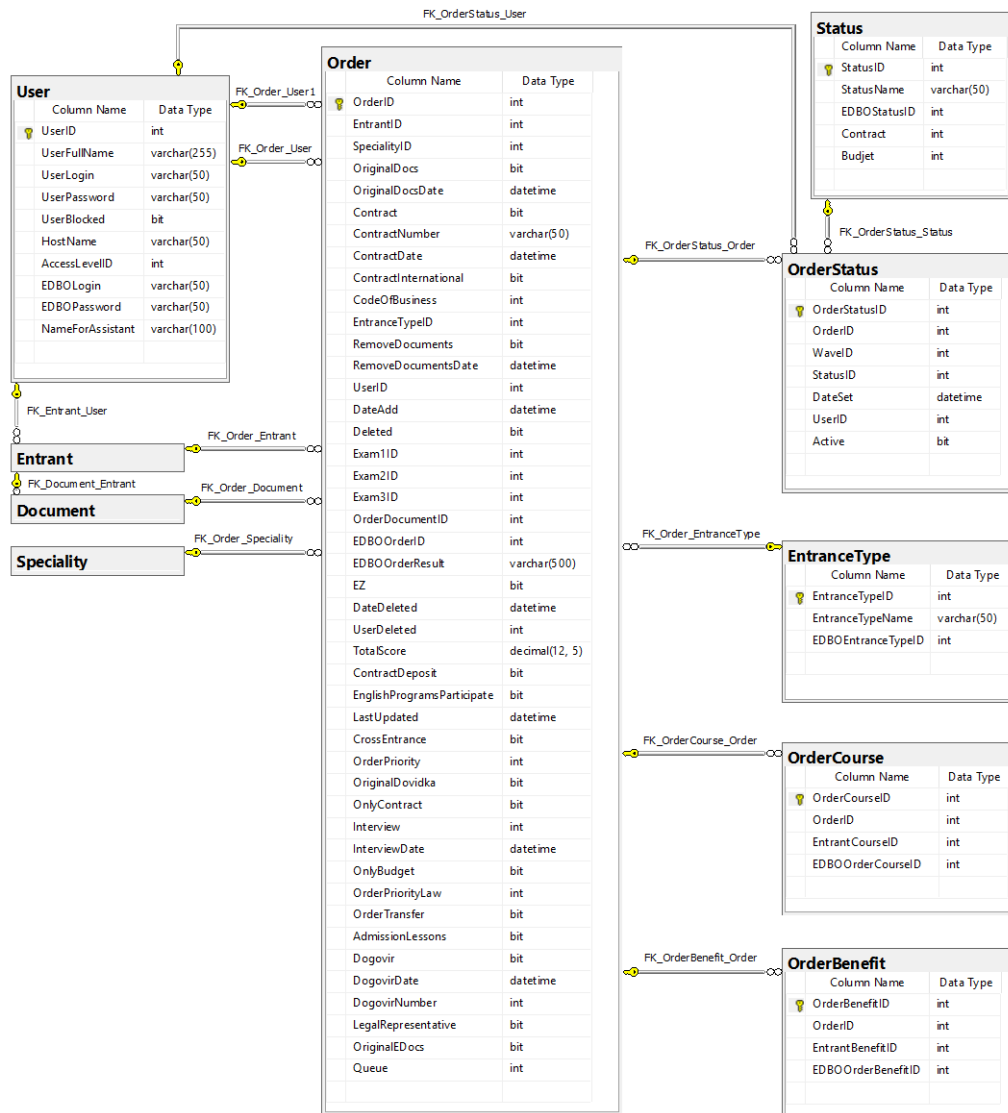 FK_OrderStatus_User
User
Column Name Data Type
UserID int
UserFullName varchar(255)
UserLogin varchar(50)
UserPassword varchar(50)
UserBlocked bit
HostName varchar(50)
AccessLevelID int
EDBOLogin varchar(50)
EDBOPassword varchar(50)
NameForAssistant varchar(100)
FK_Order_User1
FK_Order_User
FK_Entrant_User
Entrant
FK_Order_Entrant
FK_Document_Entrant
Document
FK_Order_Document
Speciality
FK_Order_Speciality
Order
Column Name Data Type
OrderID int
EntrantID int
SpecialityID int
OriginalDocs bit
OriginalDocsDate datetime
Contract bit
ContractNumber varchar(50)
ContractDate datetime
ContractInternational bit
CodeOfBusiness int
EntranceTypeID int
RemoveDocuments bit
RemoveDocumentsDate datetime
UserID int
DateAdd datetime
Deleted bit
Exam1ID int
Exam2ID int
Exam3ID int
OrderDocumentID int
EDBOOrderID int
EDBOOrderResult varchar(500)
EZ bit
DateDeleted datetime
UserDeleted int
TotalScore decimal(12, 5)
ContractDeposit bit
EnglishProgramsParticipate bit
LastUpdated datetime
CrossEntrance bit
OrderPriority int
OriginalDovidka bit
OnlyContract bit
Interview int
InterviewDate datetime
OnlyBudget bit
OrderPriorityLaw int
OrderTransfer bit
AdmissionLessons bit
Dogovir bit
DogovirDate datetime
DogovirNumber int
LegalRepresentative bit
OriginalEDocs bit
Queue int
Status
Column Name Data Type
StatusID int
StatusName varchar(50)
EDBOStatusID int
Contract int
Budjet int
FK_OrderStatus_Status
FK_OrderStatus_Order
OrderStatus
Column Name Data Type
OrderStatusID int
OrderID int
WaveID int
StatusID int
DateSet datetime
UserID int
Active bit
FK_Order_EntranceType
EntranceType
Column Name Data Type
EntranceTypeID int
EntranceTypeName varchar(50)
EDBOEntranceTypeID int
FK_OrderCourse_Order
OrderCourse
Column Name Data Type
OrderCourseID int
OrderID int
EntrantCourseID int
EDBOOrderCourseID int
FK_OrderBenefit_Order
OrderBenefit
Column Name Data Type
OrderBenefitID int
OrderID int
EntrantBenefitID int
EDBOOrderBenefitID int